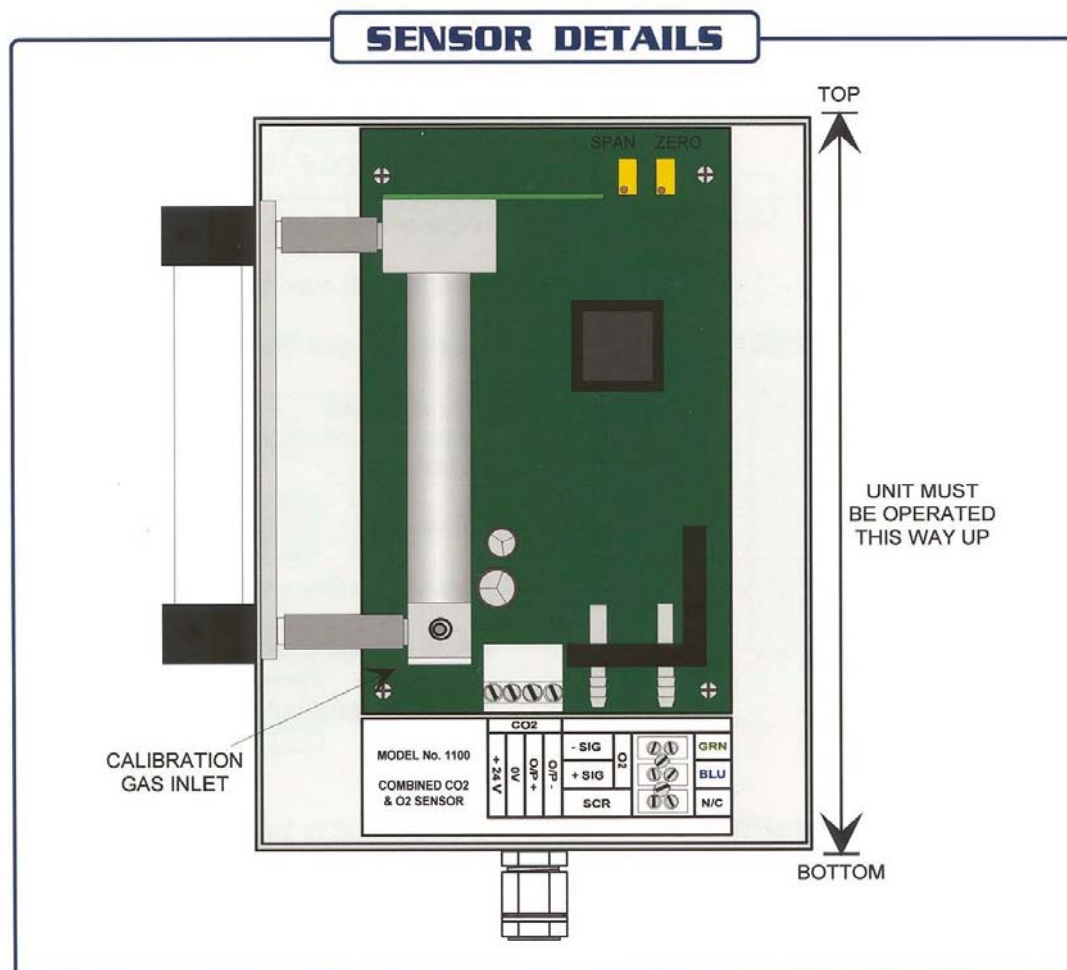 SENSOR DETAILS
TOP
SPAN ZERO
UNIT MUST
BE OPERATED
THIS WAY UP
CALIBRATION
GAS INLET
MODEL No. 1100
COMBINED CO2
& O2 SENSOR
CO2
+ 24 V
0V
O/P +
O/P -
- SIG
+ SIG
SCR
O2
GRN
BLU
N/C
BOTTOM